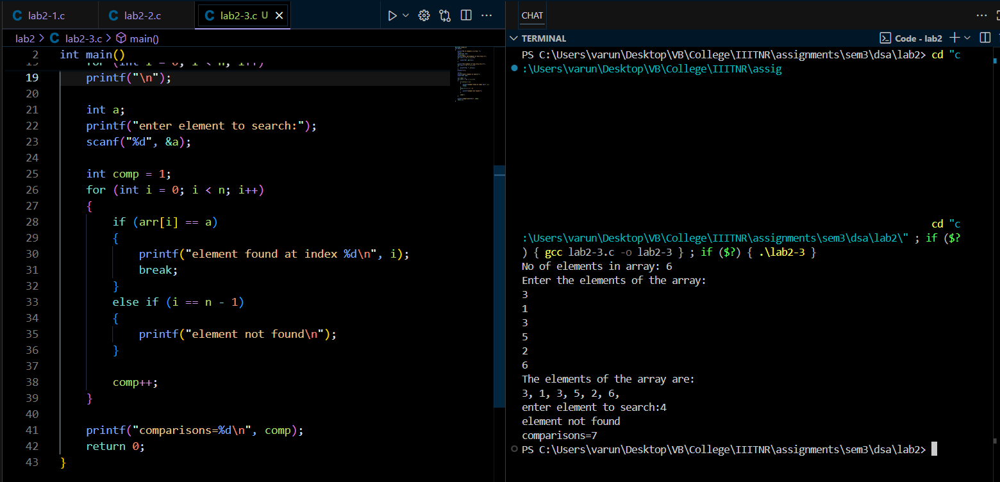 lab2-1.c
lab2-2.c
lab2-3.c U
lab2 > C lab2-3.c > main()
2 int main()
19 printf("\n");
20
21 int a;
22 printf("enter element to search:");
23 scanf("%d", &a);
24
25 int comp = 1;
26 for (int i = 0; i < n; i++)
27 {
28 if (arr[i] == a)
29 {
30 printf("element found at index %d\n", i);
31 break;
32 }
33 else if (i == n - 1)
34 {
35 printf("element not found\n");
36 }
37
38 comp++;
39 }
40
41 printf("comparisons=%d\n", comp);
42 return 0;
43 }
CHAT
TERMINAL
Code - lab2
PS C:\Users\varun\Desktop\VB\College\IIITNR\assignments\sem3\dsa\lab2> cd "c
:\Users\varun\Desktop\VB\College\IIITNR\assig
cd "c
:\Users\varun\Desktop\VB\College\IIITNR\assignments\sem3\dsa\lab2\" ; if ($?
) { gcc lab2-3.c -o lab2-3 } ; if ($?) { .\lab2-3 }
No of elements in array: 6
Enter the elements of the array:
3
1
3
5
2
6
The elements of the array are:
3, 1, 3, 5, 2, 6,
enter element to search:4
element not found
comparisons=7
PS C:\Users\varun\Desktop\VB\College\IIITNR\assignments\sem3\dsa\lab2>